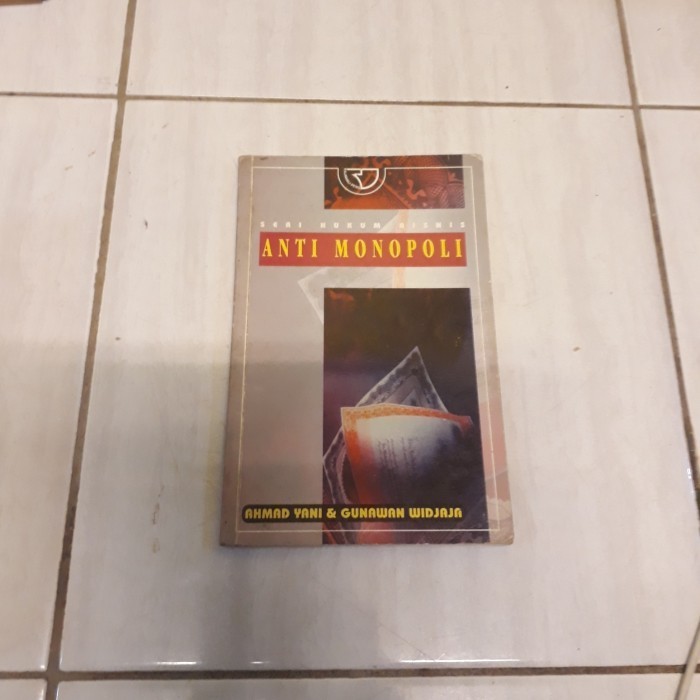 SERI HUKUM BISNIS
ANTI MONOPOLI
AHMAD YANI & GUNAWAN WIDJAJA